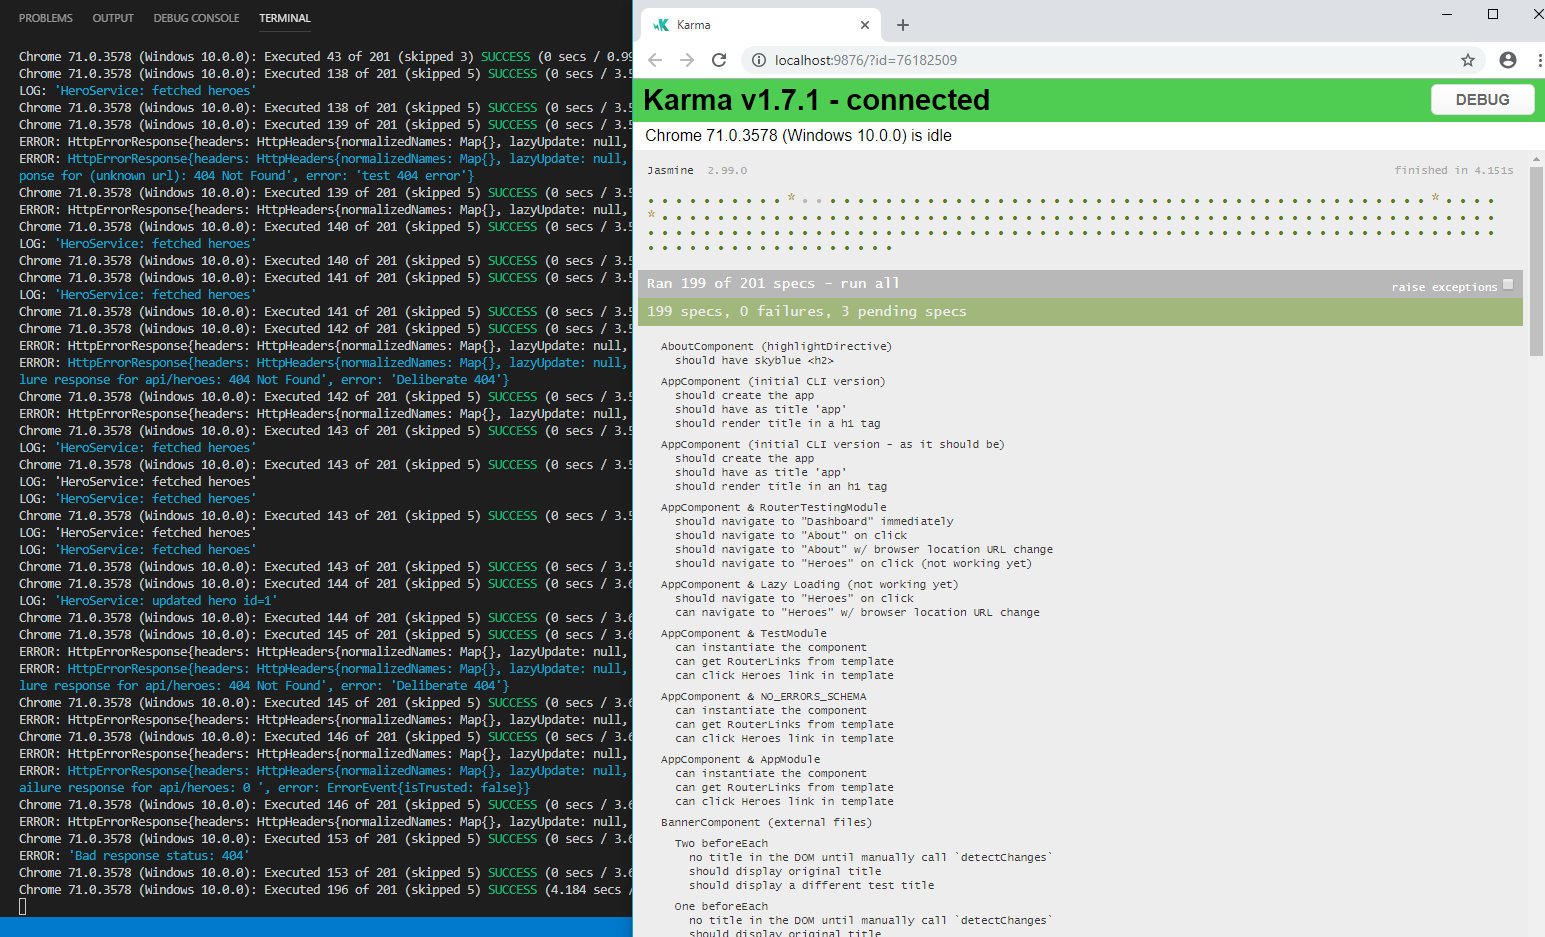 PROBLEMS OUTPUT DEBUG CONSOLE TERMINAL
Chrome 71.0.3578 (Windows 10.0.0): Executed 43 of 201 (skipped 3) SUCCESS (0 secs / 0.99
Chrome 71.0.3578 (Windows 10.0.0): Executed 138 of 201 (skipped 5) SUCCESS (0 secs / 3.5
LOG: 'HeroService: fetched heroes'
Chrome 71.0.3578 (Windows 10.0.0): Executed 138 of 201 (skipped 5) SUCCESS (0 secs / 3.5
Chrome 71.0.3578 (Windows 10.0.0): Executed 139 of 201 (skipped 5) SUCCESS (0 secs / 3.5
ERROR: HttpErrorResponse{headers: HttpHeaders{normalizedNames: Map{}, lazyUpdate: null,
ERROR: HttpErrorResponse{headers: HttpHeaders{normalizedNames: Map{}, lazyUpdate: null,
ponse for (unknown url): 404 Not Found', error: 'test 404 error'}
Chrome 71.0.3578 (Windows 10.0.0): Executed 139 of 201 (skipped 5) SUCCESS (0 secs / 3.5
ERROR: HttpErrorResponse{headers: HttpHeaders{normalizedNames: Map{}, lazyUpdate: null,
Chrome 71.0.3578 (Windows 10.0.0): Executed 140 of 201 (skipped 5) SUCCESS (0 secs / 3.5
LOG: 'HeroService: fetched heroes'
Chrome 71.0.3578 (Windows 10.0.0): Executed 140 of 201 (skipped 5) SUCCESS (0 secs / 3.5
Chrome 71.0.3578 (Windows 10.0.0): Executed 141 of 201 (skipped 5) SUCCESS (0 secs / 3.5
LOG: 'HeroService: fetched heroes'
Chrome 71.0.3578 (Windows 10.0.0): Executed 141 of 201 (skipped 5) SUCCESS (0 secs / 3.5
Chrome 71.0.3578 (Windows 10.0.0): Executed 142 of 201 (skipped 5) SUCCESS (0 secs / 3.5
ERROR: HttpErrorResponse{headers: HttpHeaders{normalizedNames: Map{}, lazyUpdate: null,
ERROR: HttpErrorResponse{headers: HttpHeaders{normalizedNames: Map{}, lazyUpdate: null,
lure response for api/heroes: 404 Not Found', error: 'Deliberate 404'}
Chrome 71.0.3578 (Windows 10.0.0): Executed 142 of 201 (skipped 5) SUCCESS (0 secs / 3.5
ERROR: HttpErrorResponse{headers: HttpHeaders{normalizedNames: Map{}, lazyUpdate: null,
Chrome 71.0.3578 (Windows 10.0.0): Executed 143 of 201 (skipped 5) SUCCESS (0 secs / 3.5
LOG: 'HeroService: fetched heroes'
Chrome 71.0.3578 (Windows 10.0.0): Executed 143 of 201 (skipped 5) SUCCESS (0 secs / 3.5
LOG: 'HeroService: fetched heroes'
LOG: 'HeroService: fetched heroes'
Chrome 71.0.3578 (Windows 10.0.0): Executed 143 of 201 (skipped 5) SUCCESS (0 secs / 3.5
LOG: 'HeroService: fetched heroes'
LOG: 'HeroService: fetched heroes'
Chrome 71.0.3578 (Windows 10.0.0): Executed 143 of 201 (skipped 5) SUCCESS (0 secs / 3.5
Chrome 71.0.3578 (Windows 10.0.0): Executed 144 of 201 (skipped 5) SUCCESS (0 secs / 3.6
LOG: 'HeroService: updated hero id=1'
Chrome 71.0.3578 (Windows 10.0.0): Executed 144 of 201 (skipped 5) SUCCESS (0 secs / 3.6
Chrome 71.0.3578 (Windows 10.0.0): Executed 145 of 201 (skipped 5) SUCCESS (0 secs / 3.6
ERROR: HttpErrorResponse{headers: HttpHeaders{normalizedNames: Map{}, lazyUpdate: null,
ERROR: HttpErrorResponse{headers: HttpHeaders{normalizedNames: Map{}, lazyUpdate: null,
lure response for api/heroes: 404 Not Found', error: 'Deliberate 404'}
Chrome 71.0.3578 (Windows 10.0.0): Executed 145 of 201 (skipped 5) SUCCESS (0 secs / 3.6
ERROR: HttpErrorResponse{headers: HttpHeaders{normalizedNames: Map{}, lazyUpdate: null,
Chrome 71.0.3578 (Windows 10.0.0): Executed 146 of 201 (skipped 5) SUCCESS (0 secs / 3.6
ERROR: HttpErrorResponse{headers: HttpHeaders{normalizedNames: Map{}, lazyUpdate: null,
ERROR: HttpErrorResponse{headers: HttpHeaders{normalizedNames: Map{}, lazyUpdate: null,
ailure response for api/heroes: 0 ', error: ErrorEvent{isTrusted: false}}
Chrome 71.0.3578 (Windows 10.0.0): Executed 146 of 201 (skipped 5) SUCCESS (0 secs / 3.6
ERROR: HttpErrorResponse{headers: HttpHeaders{normalizedNames: Map{}, lazyUpdate: null,
Chrome 71.0.3578 (Windows 10.0.0): Executed 153 of 201 (skipped 5) SUCCESS (0 secs / 3.6
ERROR: 'Bad response status: 404'
Chrome 71.0.3578 (Windows 10.0.0): Executed 153 of 201 (skipped 5) SUCCESS (0 secs / 3.6
Chrome 71.0.3578 (Windows 10.0.0): Executed 196 of 201 (skipped 5) SUCCESS (4.184 secs /
Karma
localhost:9876/?id=76182509
Karma v1.7.1 - connected
DEBUG
Chrome 71.0.3578 (Windows 10.0.0) is idle
Jasmine 2.99.0
finished in 4.151s
Ran 199 of 201 specs - run all
raise exceptions
199 specs, 0 failures, 3 pending specs
AboutComponent (highlightDirective)
should have skyblue <h2>
AppComponent (initial CLI version)
should create the app
should have as title 'app'
should render title in a h1 tag
AppComponent (initial CLI version - as it should be)
should create the app
should have as title 'app'
should render title in an h1 tag
AppComponent & RouterTestingModule
should navigate to "Dashboard" immediately
should navigate to "About" on click
should navigate to "About" w/ browser location URL change
should navigate to "Heroes" on click (not working yet)
AppComponent & Lazy Loading (not working yet)
should navigate to "Heroes" on click
can navigate to "Heroes" w/ browser location URL change
AppComponent & TestModule
can instantiate the component
can get RouterLinks from template
can click Heroes link in template
AppComponent & NO_ERRORS_SCHEMA
can instantiate the component
can get RouterLinks from template
can click Heroes link in template
AppComponent & AppModule
can instantiate the component
can get RouterLinks from template
can click Heroes link in template
BannerComponent (external files)
Two beforeEach
no title in the DOM until manually call `detectChanges`
should display original title
should display a different test title
One beforeEach
no title in the DOM until manually call `detectChanges`
should display original title